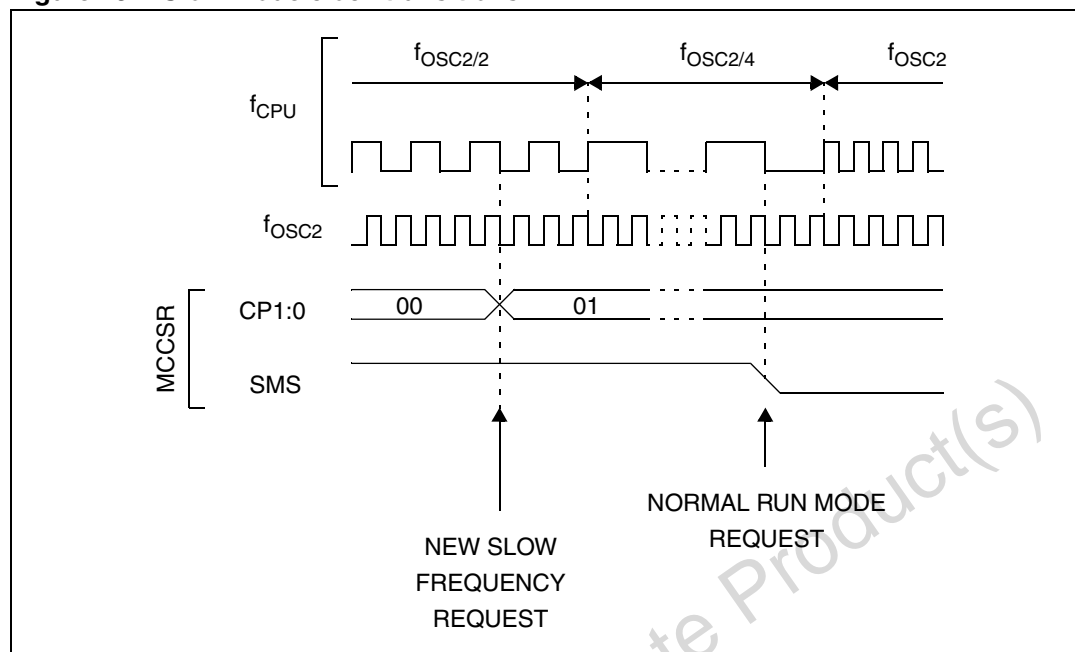 fOSC2/2 fOSC2/4 fOSC2
fCPU
fOSC2
MCCSR
CP1:0 00 01
SMS
NEW SLOW
FREQUENCY
REQUEST
NORMAL RUN MODE
REQUEST
te Product(s)